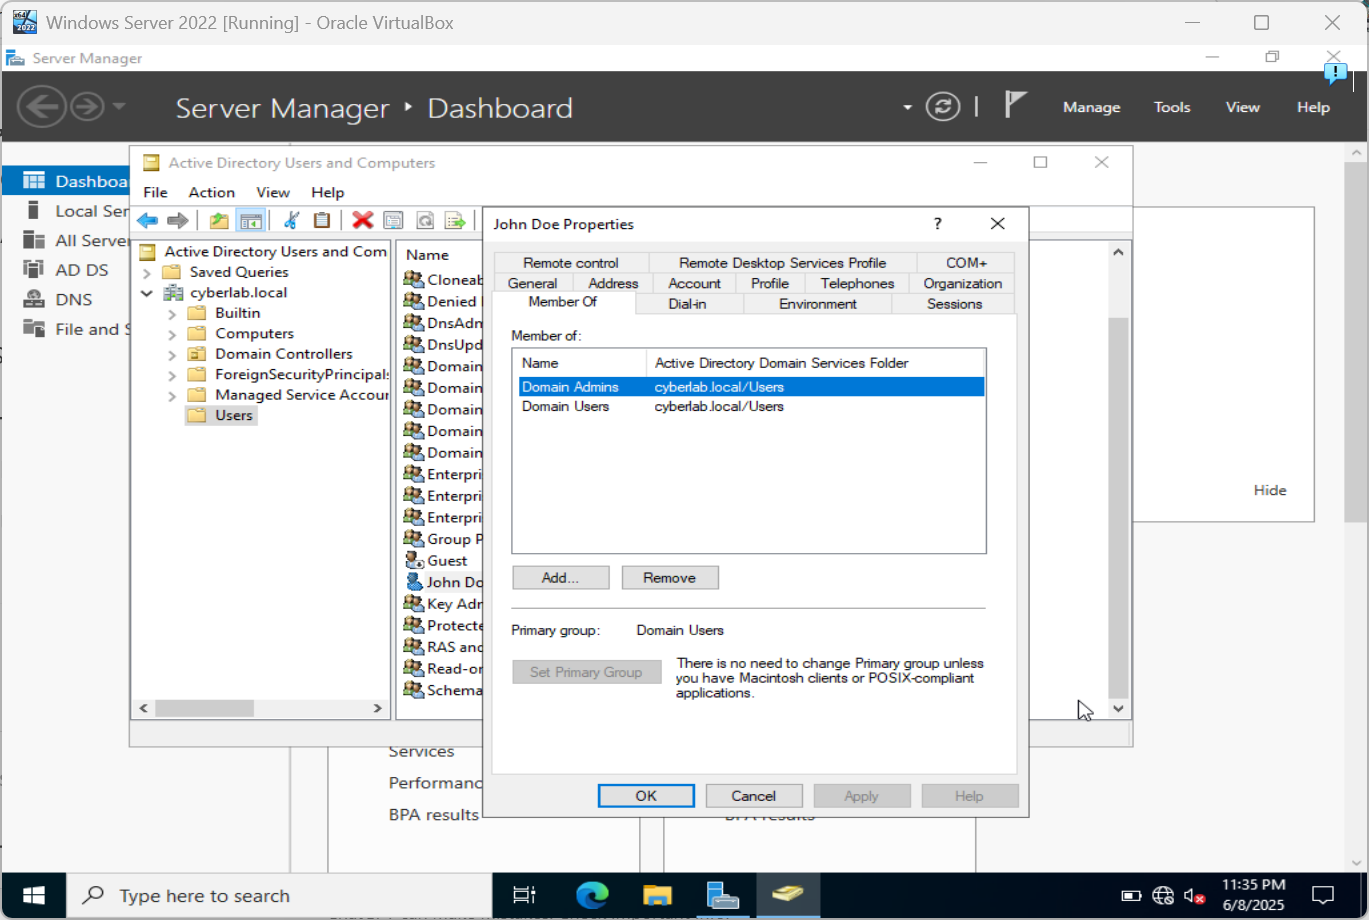 Windows Server 2022 [Running] - Oracle VirtualBox
Server Manager
Server Manager ‣ Dashboard
Manage Tools View Help
Dashboa
Local Ser
All Server
AD DS
DNS
File and S
Active Directory Users and Computers
File Action View Help
Active Directory Users and Com
Saved Queries
cyberlab.local
Builtin
Computers
Domain Controllers
ForeignSecurityPrincipals
Managed Service Accour
Users
Name
Cloneab
Denied
DnsAdm
DnsUpd
Domain
Domain
Domain
Domain
Domain
Enterpri
Enterpri
Enterpri
Group P
Guest
John Do
Key Adr
Protecte
RAS and
Read-or
Schema
John Doe Properties
?
Remote control Remote Desktop Services Profile COM+
General Address Account Profile Telephones Organization
Member Of Dial-in Environment Sessions
Member of:
Name Active Directory Domain Services Folder
Domain Admins cyberlab.local/Users
Domain Users cyberlab.local/Users
Add... Remove
Primary group: Domain Users
Set Primary Group
There is no need to change Primary group unless
you have Macintosh clients or POSIX-compliant
applications.
OK Cancel Apply Help
Hide
Services
Performanc
BPA results
BPA results
Type here to search
11:35 PM
6/8/2025